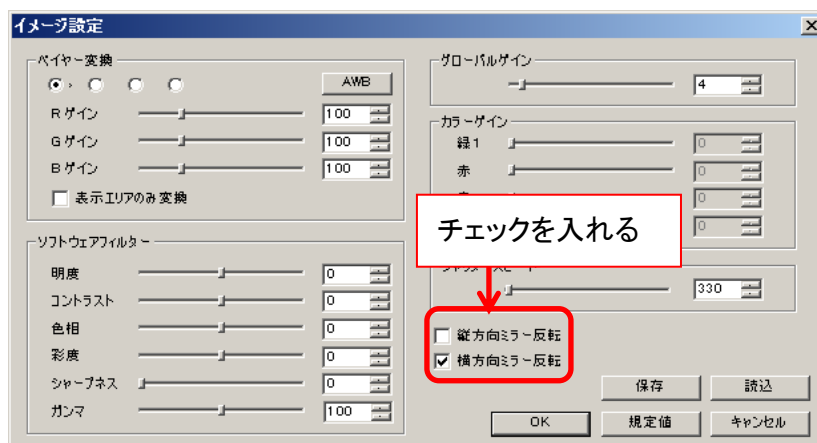 イメージ設定
ベイヤー変換
AWB
Rゲイン 100
Gゲイン 100
Bゲイン 100
表示エリアのみ変換
ソフトウェアフィルター
明度 0
コントラスト 0
色相 0
彩度 0
シャープネス 0
ガンマ 100
グローバルゲイン
4
カラーゲイン
緑1 0
赤 0
0
0
チェックを入れる
330
縦方向ミラー反転
横方向ミラー反転
保存 読込
OK 規定値 キャンセル